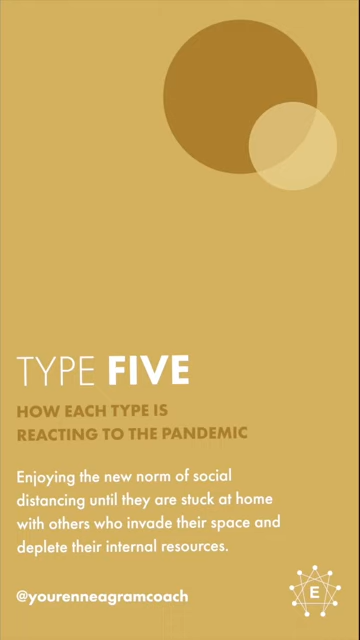 TYPE FIVE
HOW EACH TYPE IS
REACTING TO THE PANDEMIC
Enjoying the new norm of social
distancing until they are stuck at home
with others who invade their space and
deplete their internal resources.
@yourenneagramcoach
E